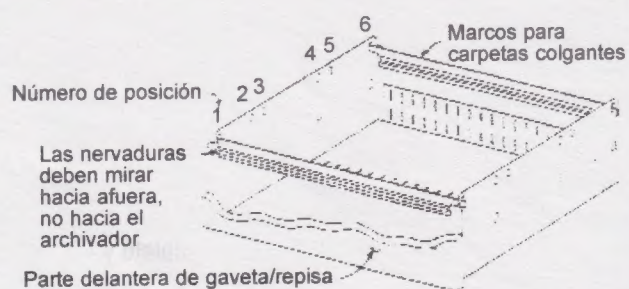 6
5
4
Marcos para
carpetas colgantes
Número de posición
2 3
1
Las nervaduras
deben mirar
hacia afuera,
no hacia el
archivador
Parte delantera de gaveta/repisa